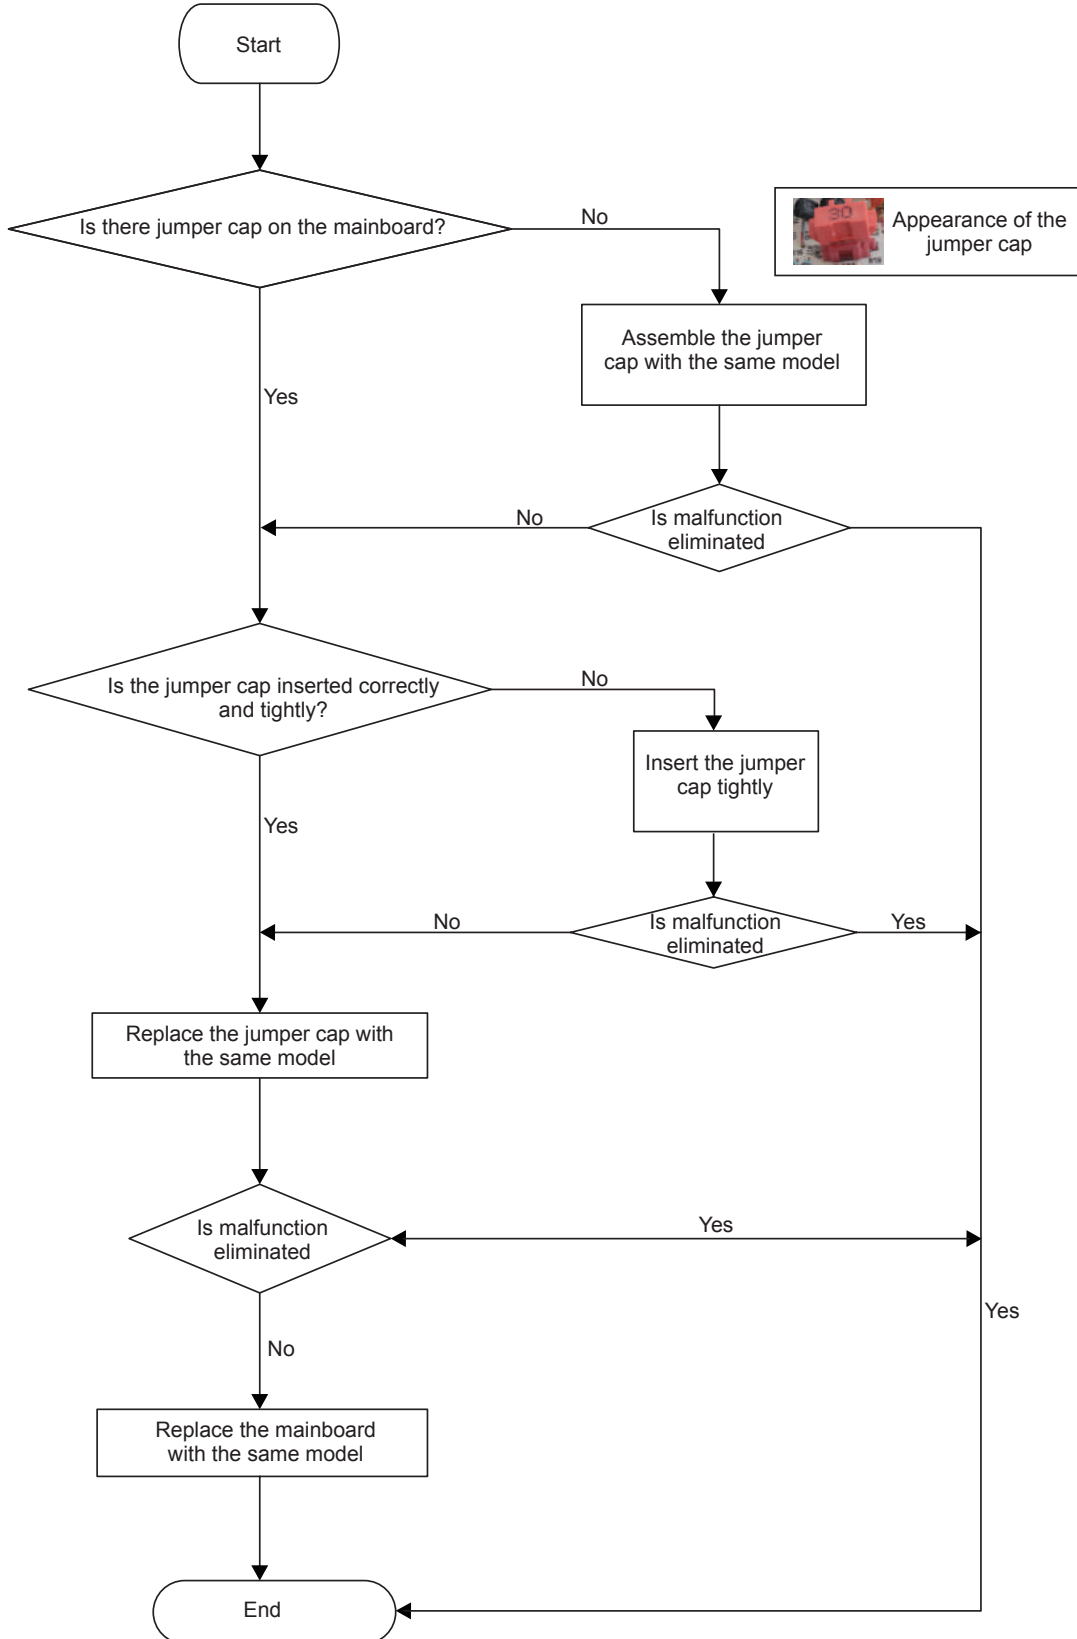 Start
Is there jumper cap on the mainboard?
No
Appearance of the
jumper cap
Assemble the jumper
cap with the same model
Yes
No
Is malfunction
eliminated
Is the jumper cap inserted correctly
and tightly?
No
Insert the jumper
cap tightly
Yes
No
Is malfunction
eliminated
Yes
Replace the jumper cap with
the same model
Is malfunction
eliminated
Yes
Yes
No
Replace the mainboard
with the same model
End